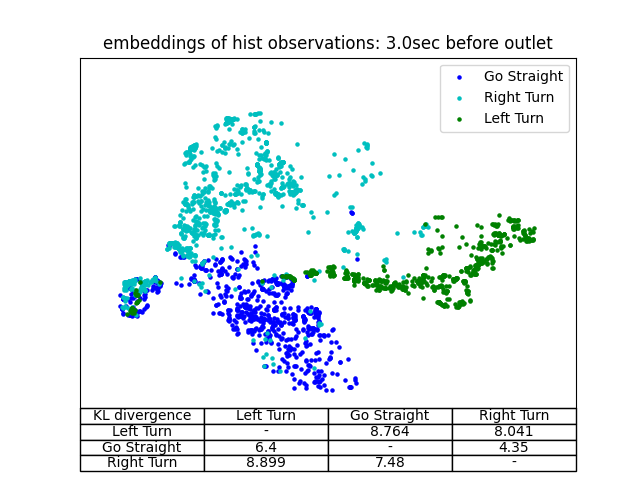 embeddings of hist observations: 3.0sec before outlet
Go Straight
Right Turn
Left Turn
KL divergence Left Turn Go Straight Right Turn
Left Turn - 8.764 8.041
Go Straight 6.4 - 4.35
Right Turn 8.899 7.48 -